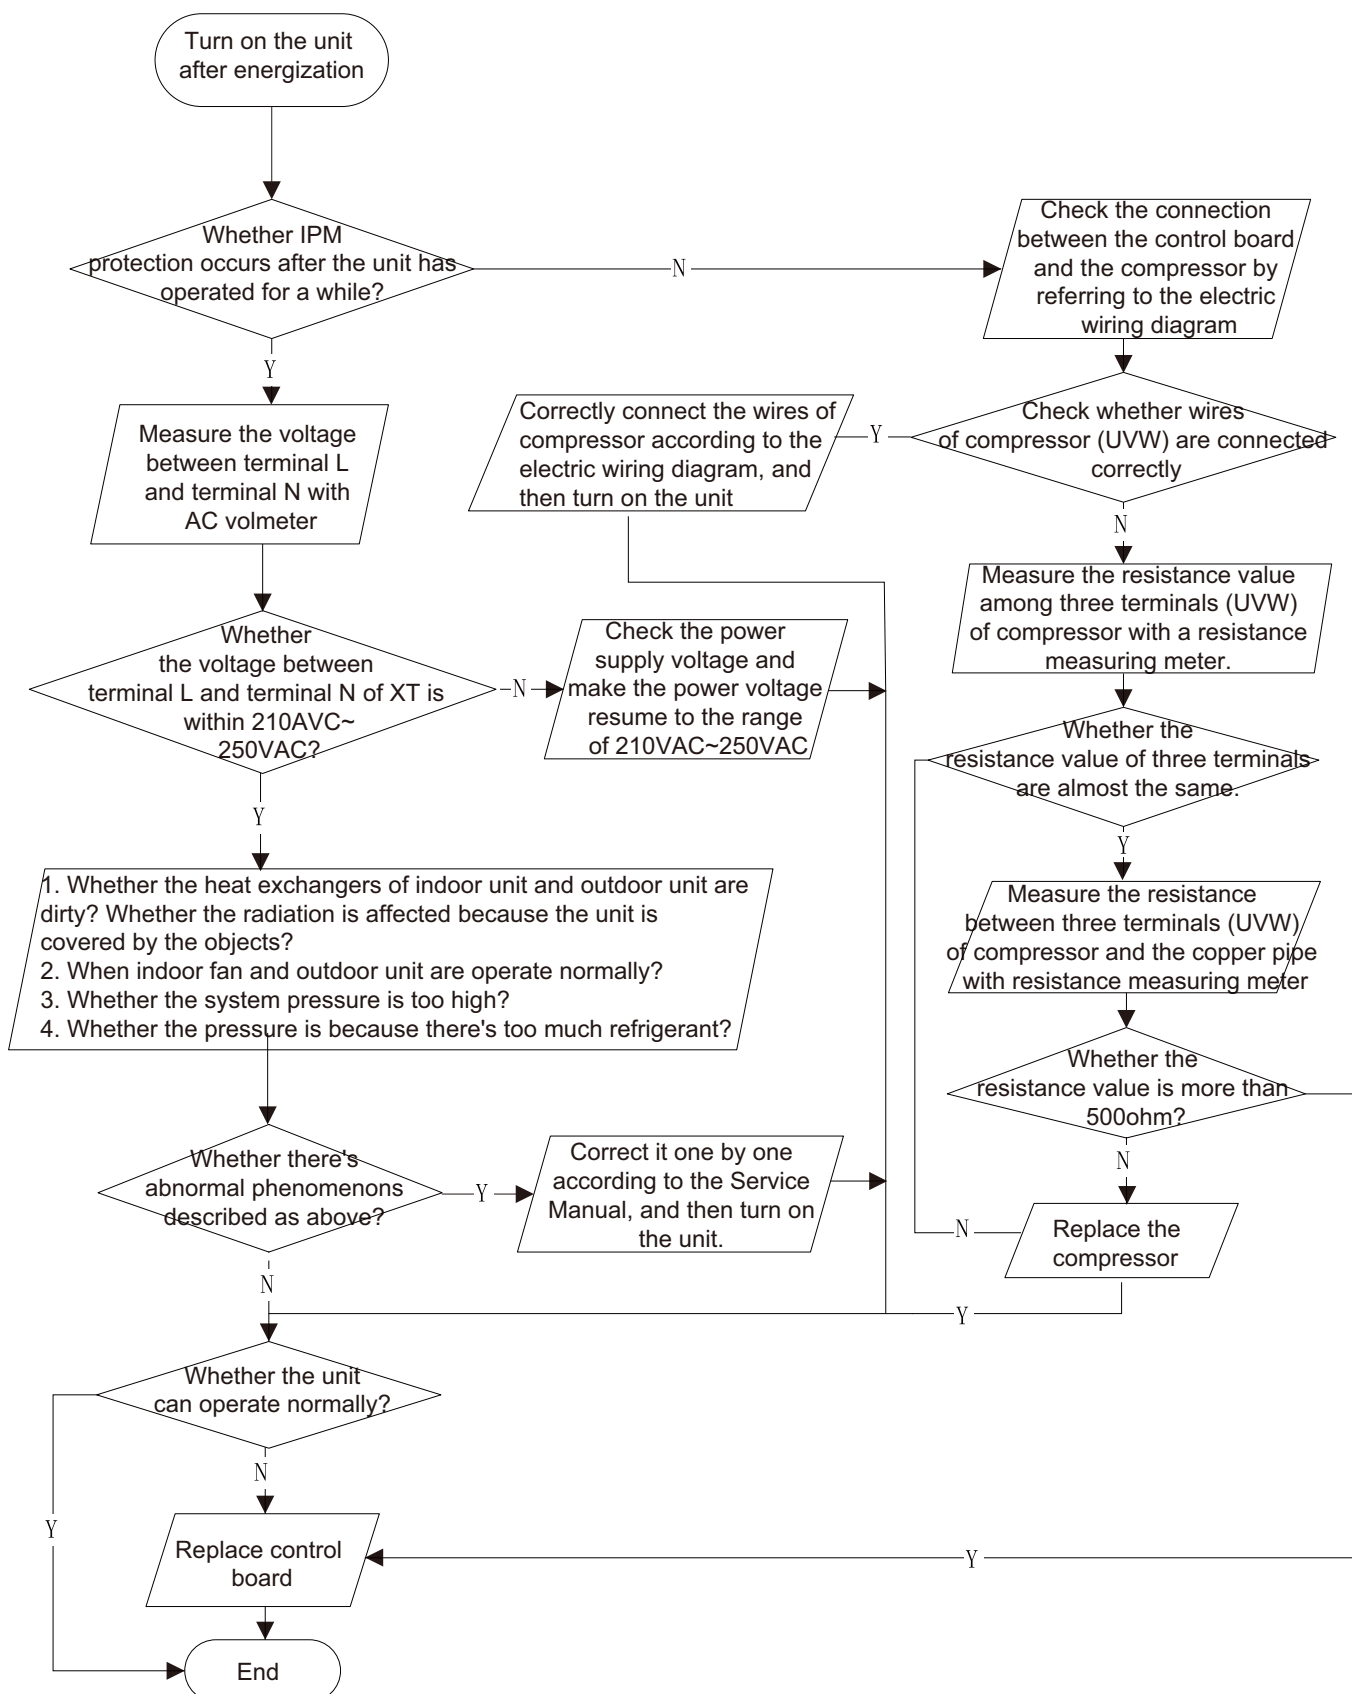 Turn on the unit
after energization
Whether IPM
protection occurs after the unit has
operated for a while?
N
Check the connection
between the control board
and the compressor by
referring to the electric
wiring diagram
Y
Measure the voltage
between terminal L
and terminal N with
AC volmeter
Correctly connect the wires of
compressor according to the
electric wiring diagram, and
then turn on the unit
Y
Check whether wires
of compressor (UVW) are connected
correctly
N
Measure the resistance value
among three terminals (UVW)
of compressor with a resistance
measuring meter.
Whether
the voltage between
terminal L and terminal N of XT is
within 210AVC~
250VAC?
N
Check the power
supply voltage and
make the power voltage
resume to the range
of 210VAC~250VAC
Whether the
resistance value of three terminals
are almost the same.
Y
Y
1. Whether the heat exchangers of indoor unit and outdoor unit are
dirty? Whether the radiation is affected because the unit is
covered by the objects?
2. When indoor fan and outdoor unit are operate normally?
3. Whether the system pressure is too high?
4. Whether the pressure is because there's too much refrigerant?
Measure the resistance
between three terminals (UVW)
of compressor and the copper pipe
with resistance measuring meter
Whether the
resistance value is more than
500ohm?
N
Whether there's
abnormal phenomenons
described as above?
Y
Correct it one by one
according to the Service
Manual, and then turn on
the unit.
N
Replace the
compressor
N
Y
Whether the unit
can operate normally?
N
Y
Replace control
board
Y
End